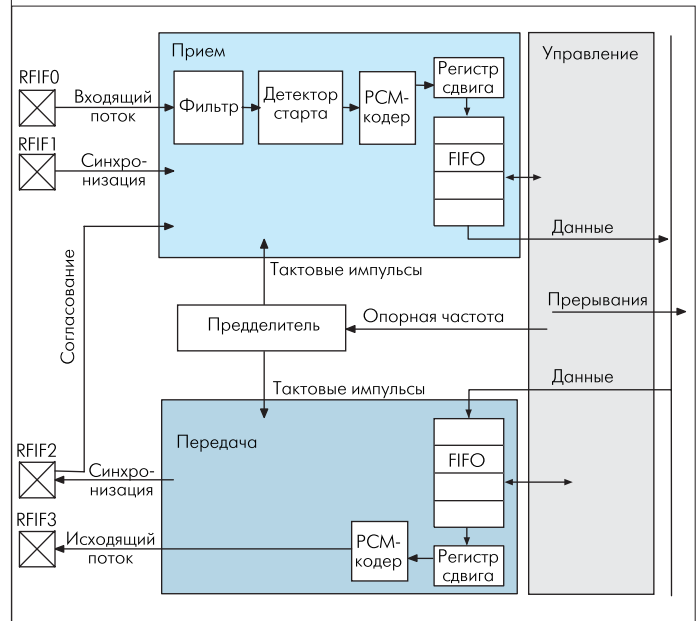 Прием
Управление
RFIF0
Входящий
поток
Фильтр
Детектор
старта
PCM-
кодер
Регистр
сдвига
FIFO
RFIF1
Синхро-
низация
Данные
Согласование
Тактовые импульсы
Предделитель
Опорная частота
Прерывания
Тактовые импульсы
Данные
Передача
FIFO
RFIF2
Синхро-
низация
RFIF3
Исходящий
поток
PCM-
кодер
Регистр
сдвига